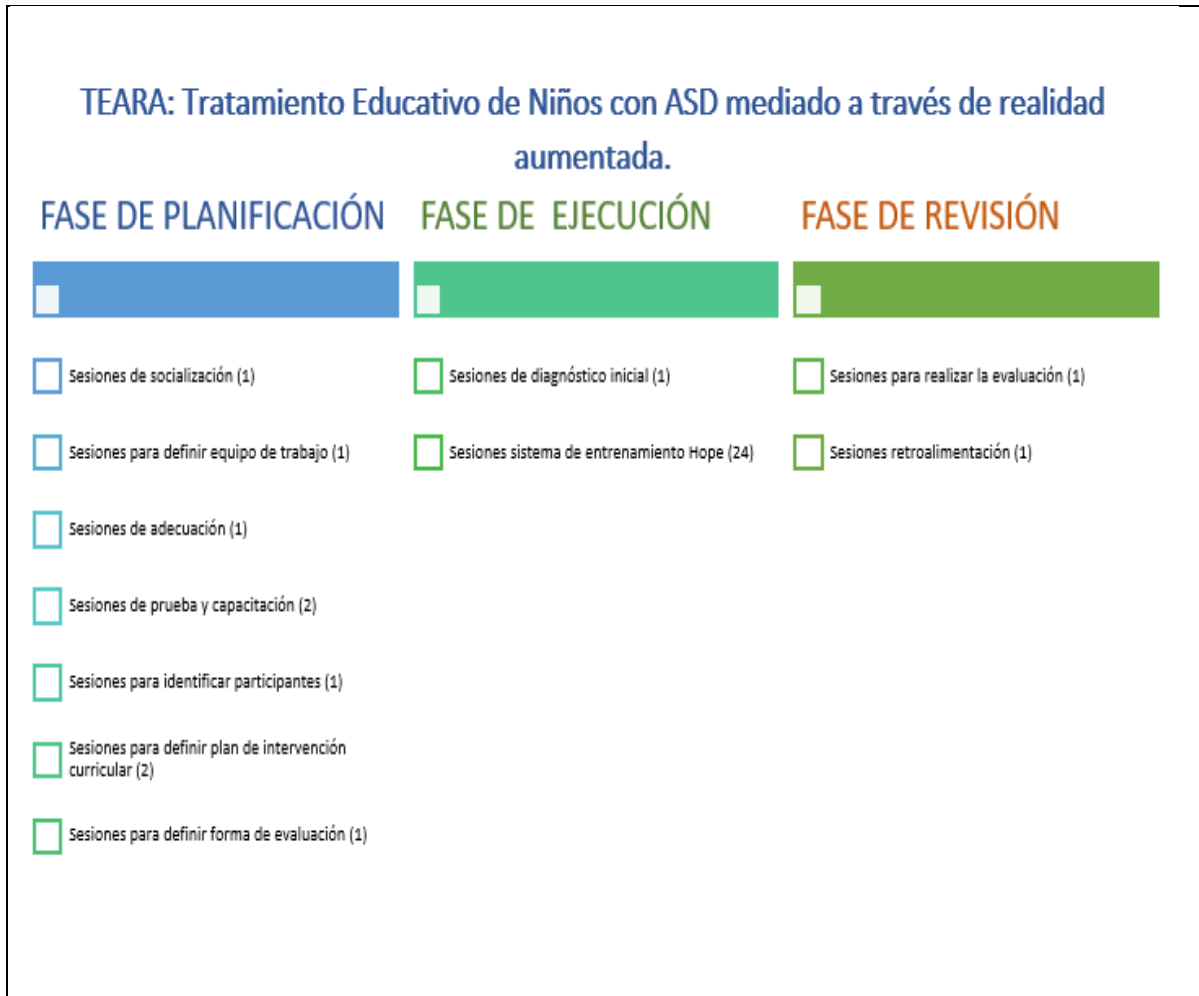 TEARA: Tratamiento Educativo de Niños con ASD mediado a través de realidad
aumentada.
FASE DE PLANIFICACIÓN
Sesiones de socialización (1)
Sesiones para definir equipo de trabajo (1)
Sesiones de adecuación (1)
Sesiones de prueba y capacitación (2)
Sesiones para identificar participantes (1)
Sesiones para definir plan de intervención
curricular (2)
Sesiones para definir forma de evaluación (1)
FASE DE EJECUCIÓN
Sesiones de diagnóstico inicial (1)
Sesiones sistema de entrenamiento Hope (24)
FASE DE REVISIÓN
Sesiones para realizar la evaluación (1)
Sesiones retroalimentación (1)